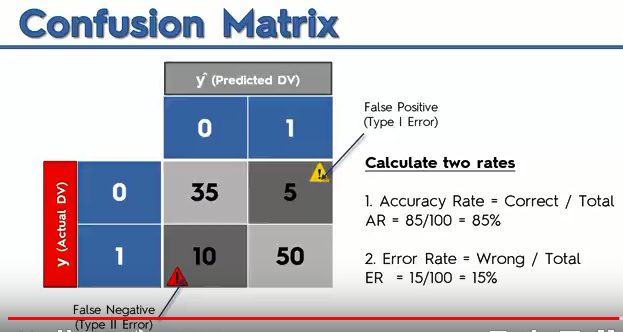 Confusion Matrix
ŷ (Predicted DV)
0 1
y (Actual DV)
0 35 5
1 10 50
False Positive
(Type I Error)
False Negative
(Type II Error)
Calculate two rates
1. Accuracy Rate = Correct / Total
AR = 85/100 = 85%
2. Error Rate = Wrong / Total
ER = 15/100 = 15%